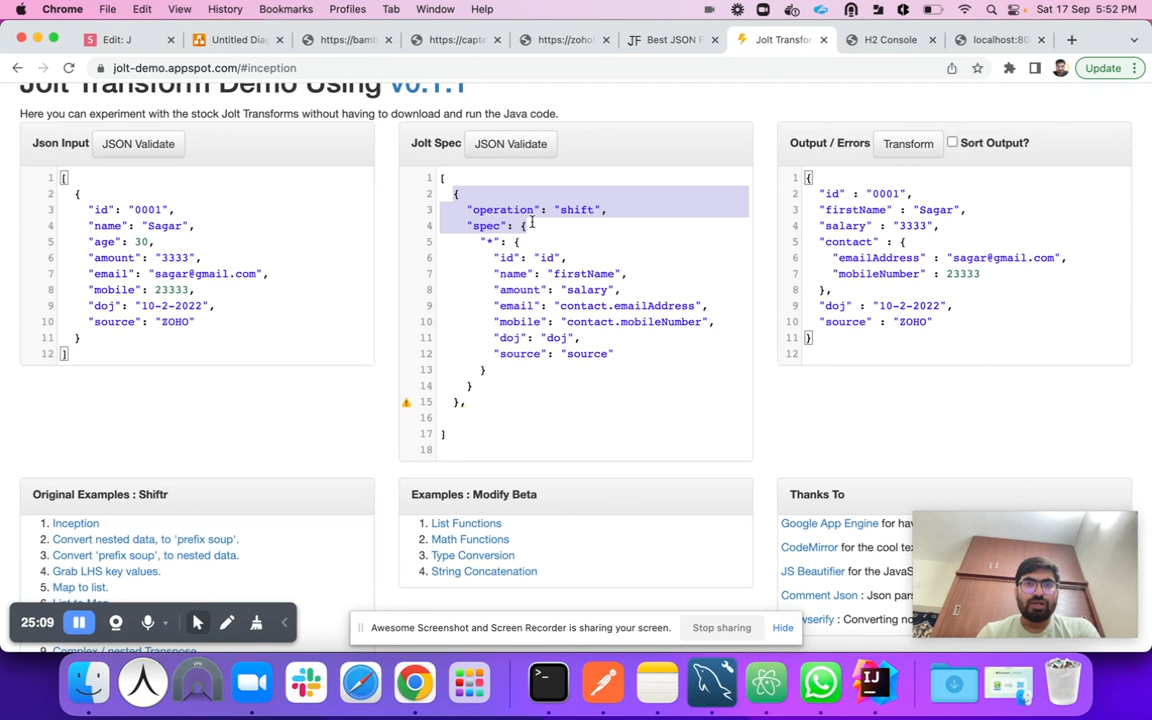 Chrome File Edit View History Bookmarks Profiles Tab Window Help Sat 17 Sep 5:52 PM
Edit: J Untitled Dia https://bamb https://capte https://zoho JF Best JSON F Jolt Transfor H2 Console localhost:80
jolt-demo.appspot.com/#inception Update
Jolt Transform Demo Using v0.1.1
Here you can experiment with the stock Jolt Transforms without having to download and run the Java code.
Json Input JSON Validate
1 [
2 {
3 "id": "0001",
4 "name": "Sagar",
5 "age": 30,
6 "amount": "3333",
7 "email": "sagar@gmail.com",
8 "mobile": 23333,
9 "doj": "10-2-2022",
10 "source": "ZOHO"
11 }
12 ]
Jolt Spec JSON Validate
1 [
2 {
3 "operation": "shift",
4 "spec": {
5 "*": {
6 "id": "id",
7 "name": "firstName",
8 "amount": "salary",
9 "email": "contact.emailAddress",
10 "mobile": "contact.mobileNumber",
11 "doj": "doj",
12 "source": "source"
13 }
14 }
15 },
16
17 ]
18
Output / Errors Transform Sort Output?
1 {
2 "id" : "0001",
3 "firstName" : "Sagar",
4 "salary" : "3333",
5 "contact" : {
6 "emailAddress" : "sagar@gmail.com",
7 "mobileNumber" : 23333
8 },
9 "doj" : "10-2-2022",
10 "source" : "ZOHO"
11 }
12
Original Examples : Shiftr
1. Inception
2. Convert nested data, to 'prefix soup'.
3. Convert 'prefix soup', to nested data.
4. Grab LHS key values.
5. Map to list.
Complex / nested Transpose
Examples : Modify Beta
1. List Functions
2. Math Functions
3. Type Conversion
4. String Concatenation
Thanks To
Google App Engine for hav
CodeMirror for the cool te
JS Beautifier for the JavaS
Comment Json : Json pars
wserify : Converting no
25:09
Awesome Screenshot and Screen Recorder is sharing your screen. Stop sharing Hide